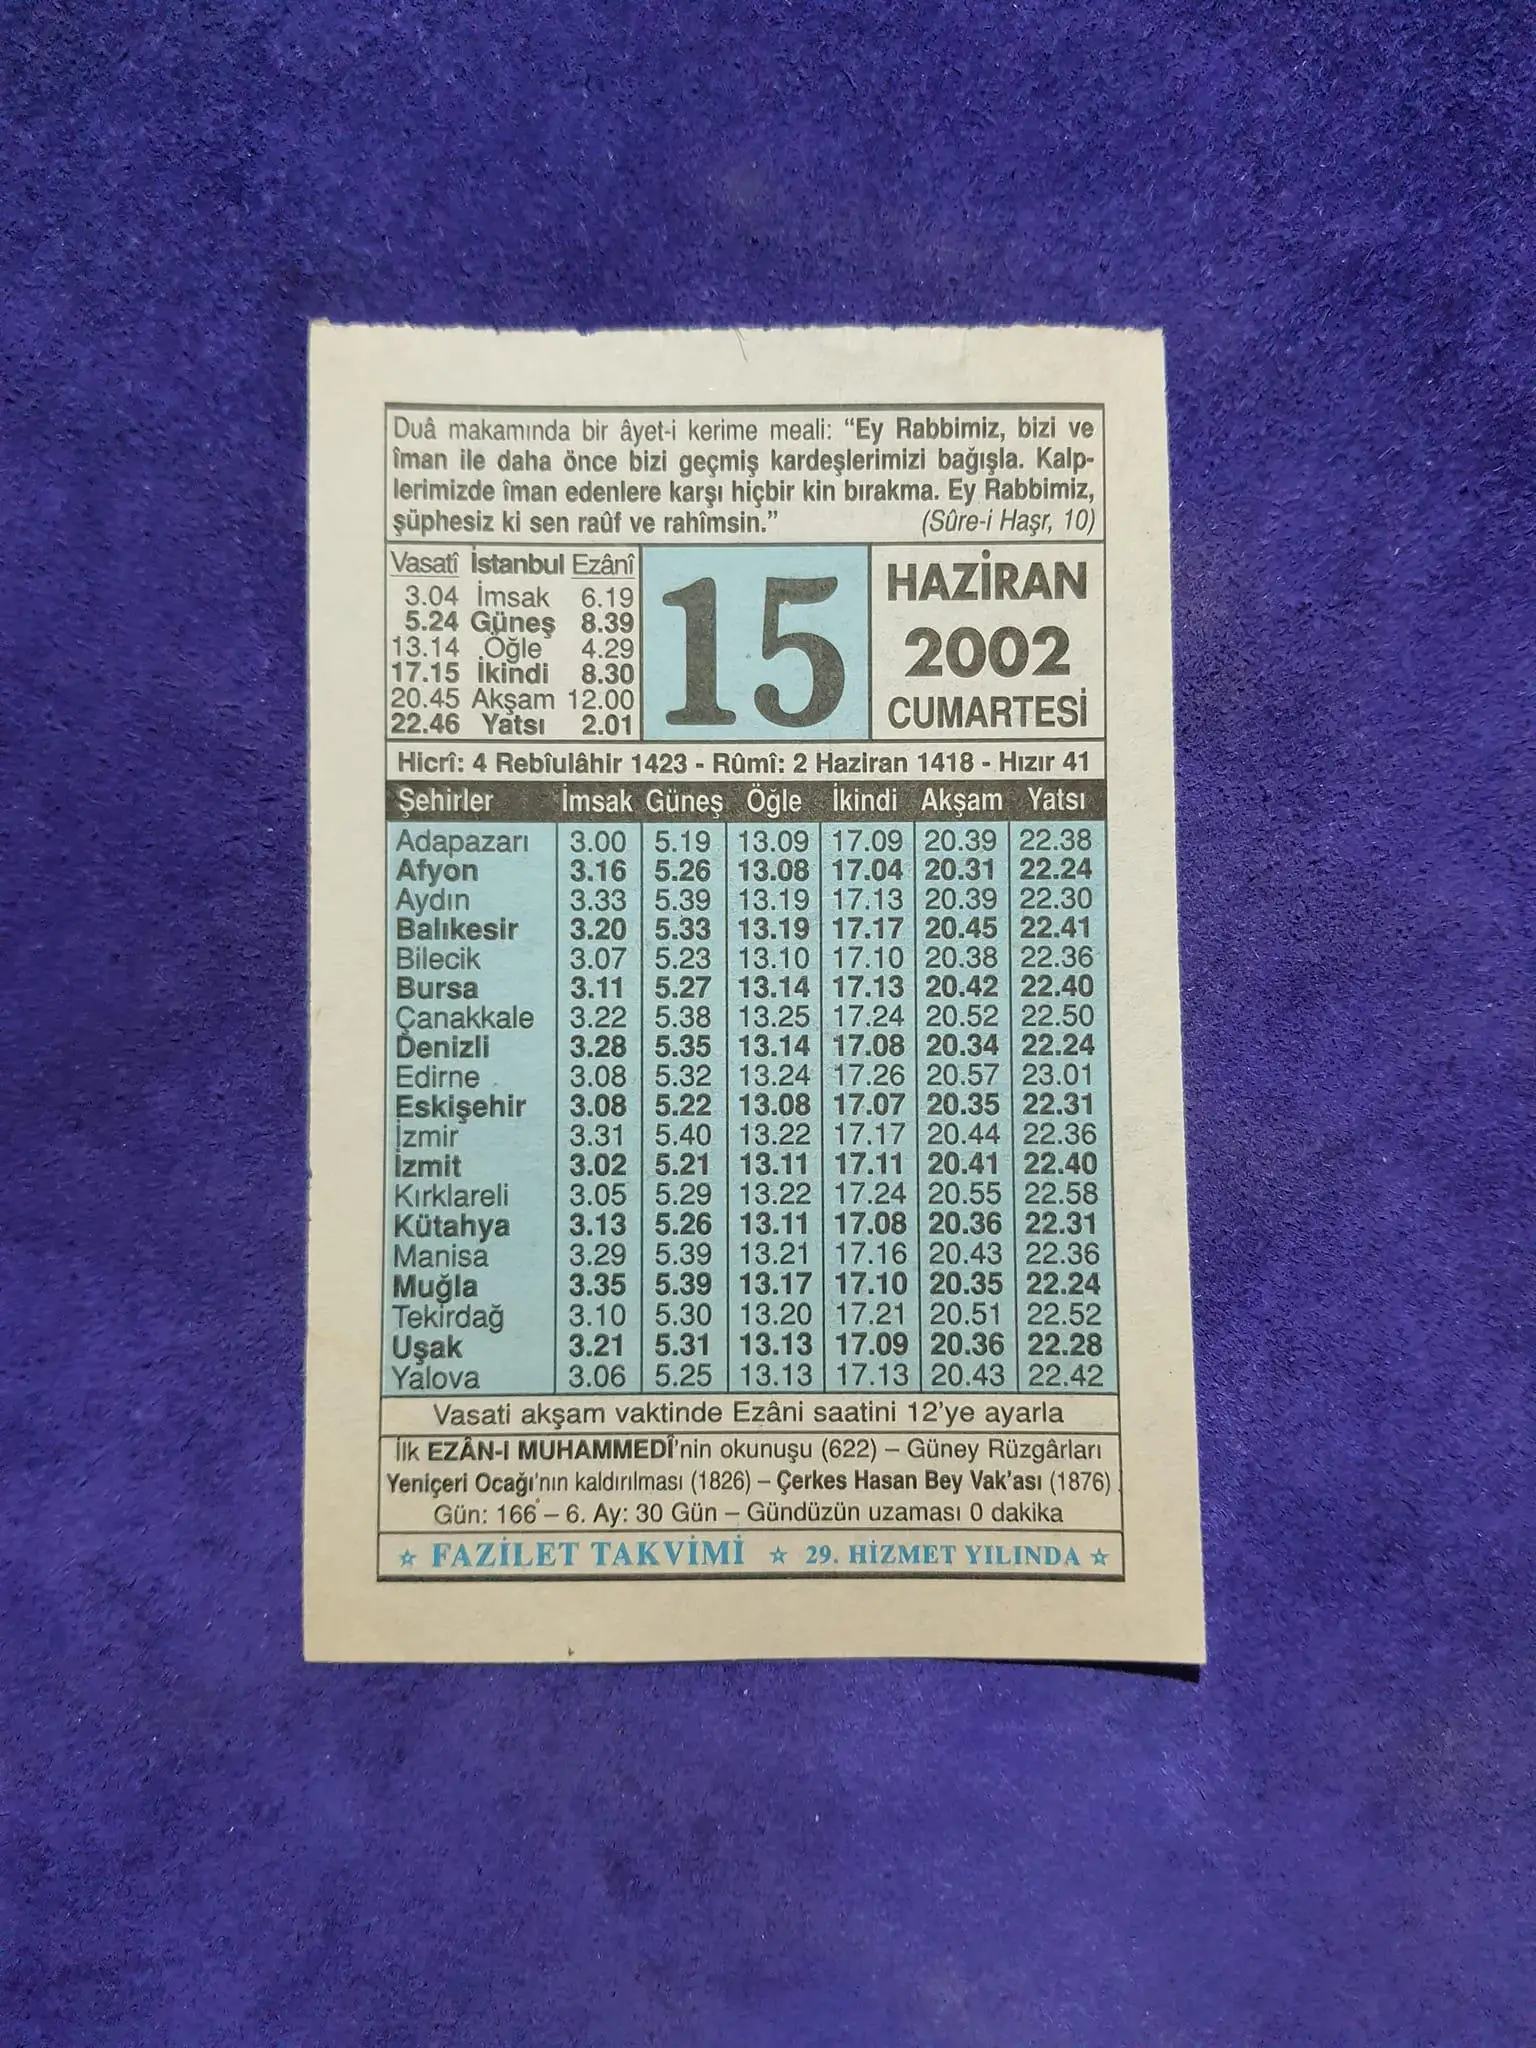 Duâ makamında bir âyet-i kerime meali: “Ey Rabbimiz, bizi ve
îman ile daha önce bizi geçmiş kardeşlerimizi bağışla. Kalp-
lerimizde îman edenlere karşı hiçbir kin bırakma. Ey Rabbimiz,
şüphesiz ki sen raûf ve rahîmsin.” (Sûre-i Haşr, 10)
Vasatî İstanbul Ezânî
3.04 İmsak 6.19
5.24 Güneş 8.39
13.14 Öğle 4.29
17.15 İkindi 8.30
20.45 Akşam 12.00
22.46 Yatsı 2.01
15
HAZİRAN
2002
CUMARTESİ
Hicrî: 4 Rebîulâhir 1423 - Rûmî: 2 Haziran 1418 - Hızır 41
Şehirler İmsak Güneş Öğle İkindi Akşam Yatsı
Adapazarı 3.00 5.19 13.09 17.09 20.39 22.38
Afyon 3.16 5.26 13.08 17.04 20.31 22.24
Aydın 3.33 5.39 13.19 17.13 20.39 22.30
Balıkesir 3.20 5.33 13.19 17.17 20.45 22.41
Bilecik 3.07 5.23 13.10 17.10 20.38 22.36
Bursa 3.11 5.27 13.14 17.13 20.42 22.40
Çanakkale 3.22 5.38 13.25 17.24 20.52 22.50
Denizli 3.28 5.35 13.14 17.08 20.34 22.24
Edirne 3.08 5.32 13.24 17.26 20.57 23.01
Eskişehir 3.08 5.22 13.08 17.07 20.35 22.31
İzmir 3.31 5.40 13.22 17.17 20.44 22.36
İzmit 3.02 5.21 13.11 17.11 20.41 22.40
Kırklareli 3.05 5.29 13.22 17.24 20.55 22.58
Kütahya 3.13 5.26 13.11 17.08 20.36 22.31
Manisa 3.29 5.39 13.21 17.16 20.43 22.36
Muğla 3.35 5.39 13.17 17.10 20.35 22.24
Tekirdağ 3.10 5.30 13.20 17.21 20.51 22.52
Uşak 3.21 5.31 13.13 17.09 20.36 22.28
Yalova 3.06 5.25 13.13 17.13 20.43 22.42
Vasati akşam vaktinde Ezâni saatini 12’ye ayarla
İlk EZÂN-I MUHAMMEDÎ’nin okunuşu (622) – Güney Rüzgârları
Yeniçeri Ocağı’nın kaldırılması (1826) – Çerkes Hasan Bey Vak’ası (1876)
Gün: 166 – 6. Ay: 30 Gün – Gündüzün uzaması 0 dakika
☆ FAZİLET TAKVİMİ ☆ 29. HİZMET YILINDA ☆